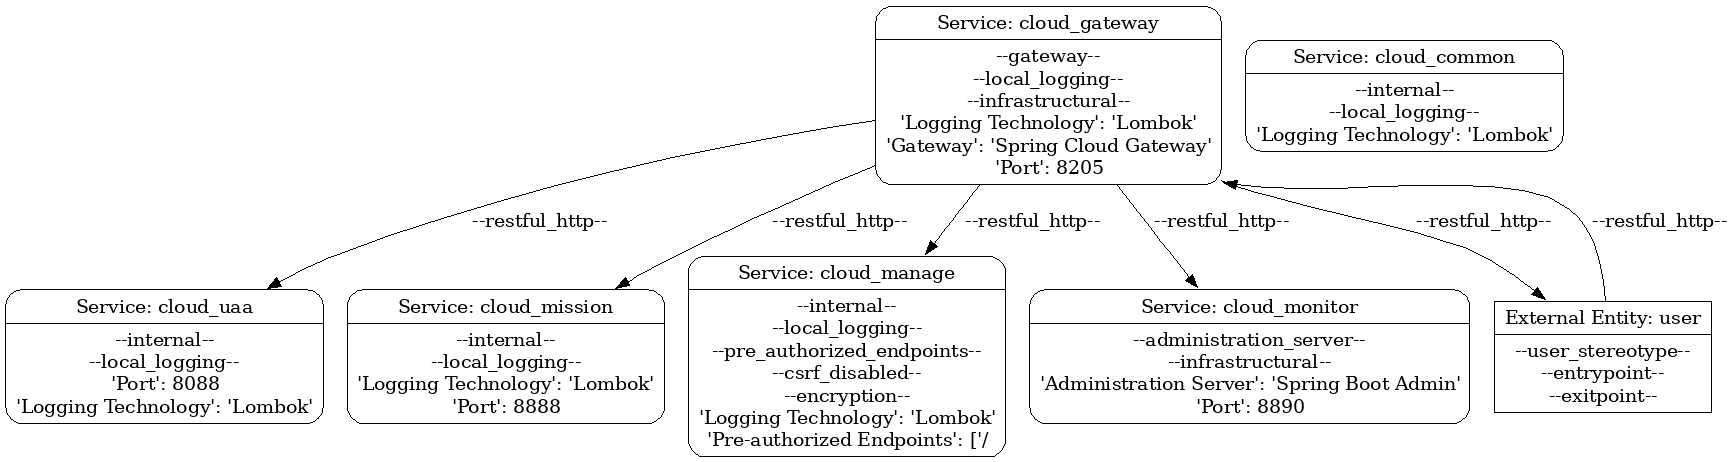 Service: cloud_gateway
--gateway--
--local_logging--
--infrastructural--
'Logging Technology': 'Lombok'
'Gateway': 'Spring Cloud Gateway'
'Port': 8205
Service: cloud_common
--internal--
--local_logging--
'Logging Technology': 'Lombok'
--restful_http--
--restful_http--
--restful_http--
--restful_http--
--restful_http--
--restful_http--
Service: cloud_uaa
--internal--
--local_logging--
'Port': 8088
'Logging Technology': 'Lombok'
Service: cloud_mission
--internal--
--local_logging--
'Logging Technology': 'Lombok'
'Port': 8888
Service: cloud_manage
--internal--
--local_logging--
--pre_authorized_endpoints--
--csrf_disabled--
--encryption--
'Logging Technology': 'Lombok'
'Pre-authorized Endpoints': ['/
Service: cloud_monitor
--administration_server--
--infrastructural--
'Administration Server': 'Spring Boot Admin'
'Port': 8890
External Entity: user
--user_stereotype--
--entrypoint--
--exitpoint--